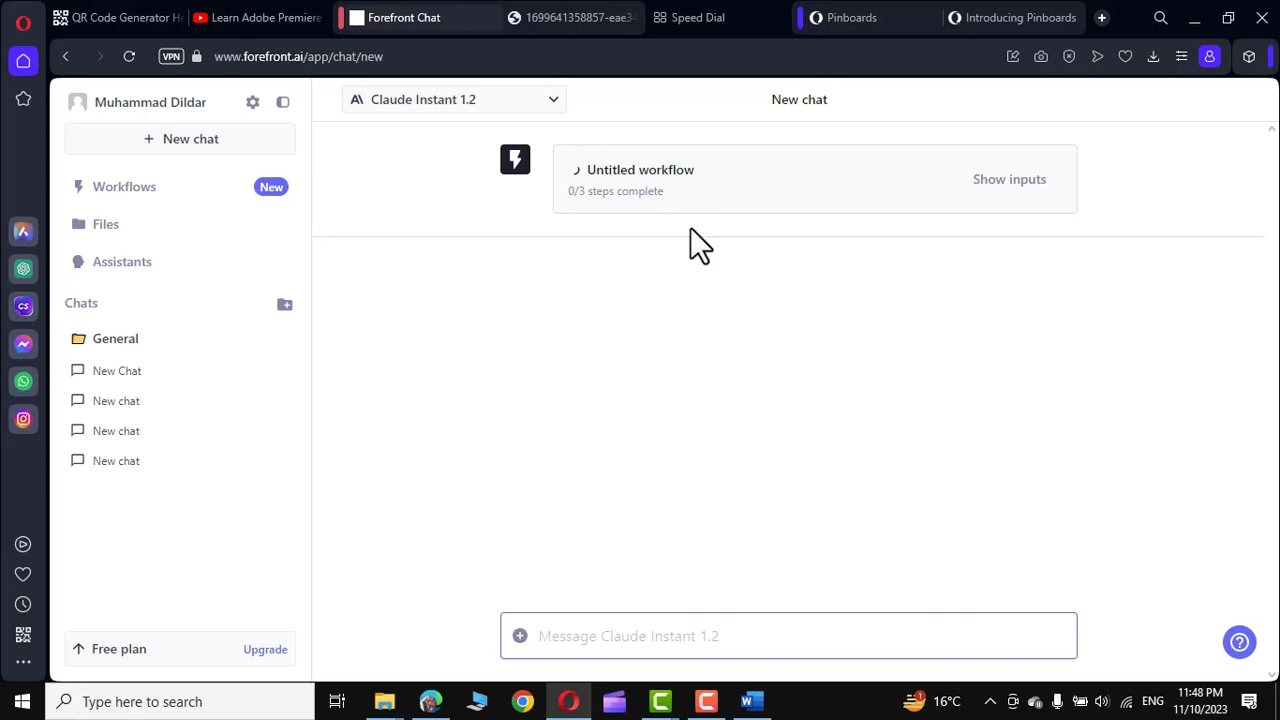 QR Code Generator H
Learn Adobe Premiere
Forefront Chat
1699641358857-eae34
Speed Dial
Pinboards
Introducing Pinboards
VPN
www.forefront.ai/app/chat/new
Muhammad Dildar
Claude Instant 1.2
New chat
+ New chat
Untitled workflow
0/3 steps complete
Show inputs
Workflows
New
Files
Assistants
Chats
General
New Chat
New chat
New chat
New chat
CS
Message Claude Instant 1.2
Free plan
Upgrade
Type here to search
1
16°C
ENG
11:48 PM
11/10/2023